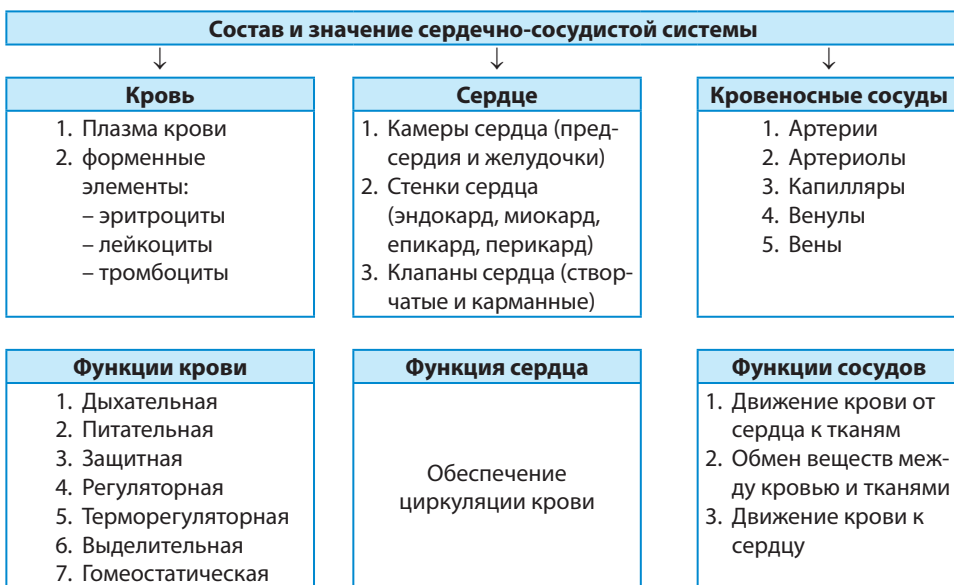 Состав и значение сердечно-сосудистой системы
↓ ↓ ↓
Кровь
1. Плазма крови
2. форменные
элементы:
– эритроциты
– лейкоциты
– тромбоциты
Сердце
1. Камеры сердца (пред-
сердия и желудочки)
2. Стенки сердца
(эндокард, миокард,
епикард, перикард)
3. Клапаны сердца (створ-
чатые и карманные)
Кровеносные сосуды
1. Артерии
2. Артериолы
3. Капилляры
4. Венулы
5. Вены
Функции крови
1. Дыхательная
2. Питательная
3. Защитная
4. Регуляторная
5. Терморегуляторная
6. Выделительная
7. Гомеостатическая
Функция сердца
Обеспечение
циркуляции крови
Функции сосудов
1. Движение крови от
сердца к тканям
2. Обмен веществ меж-
ду кровью и тканями
3. Движение крови к
сердцу